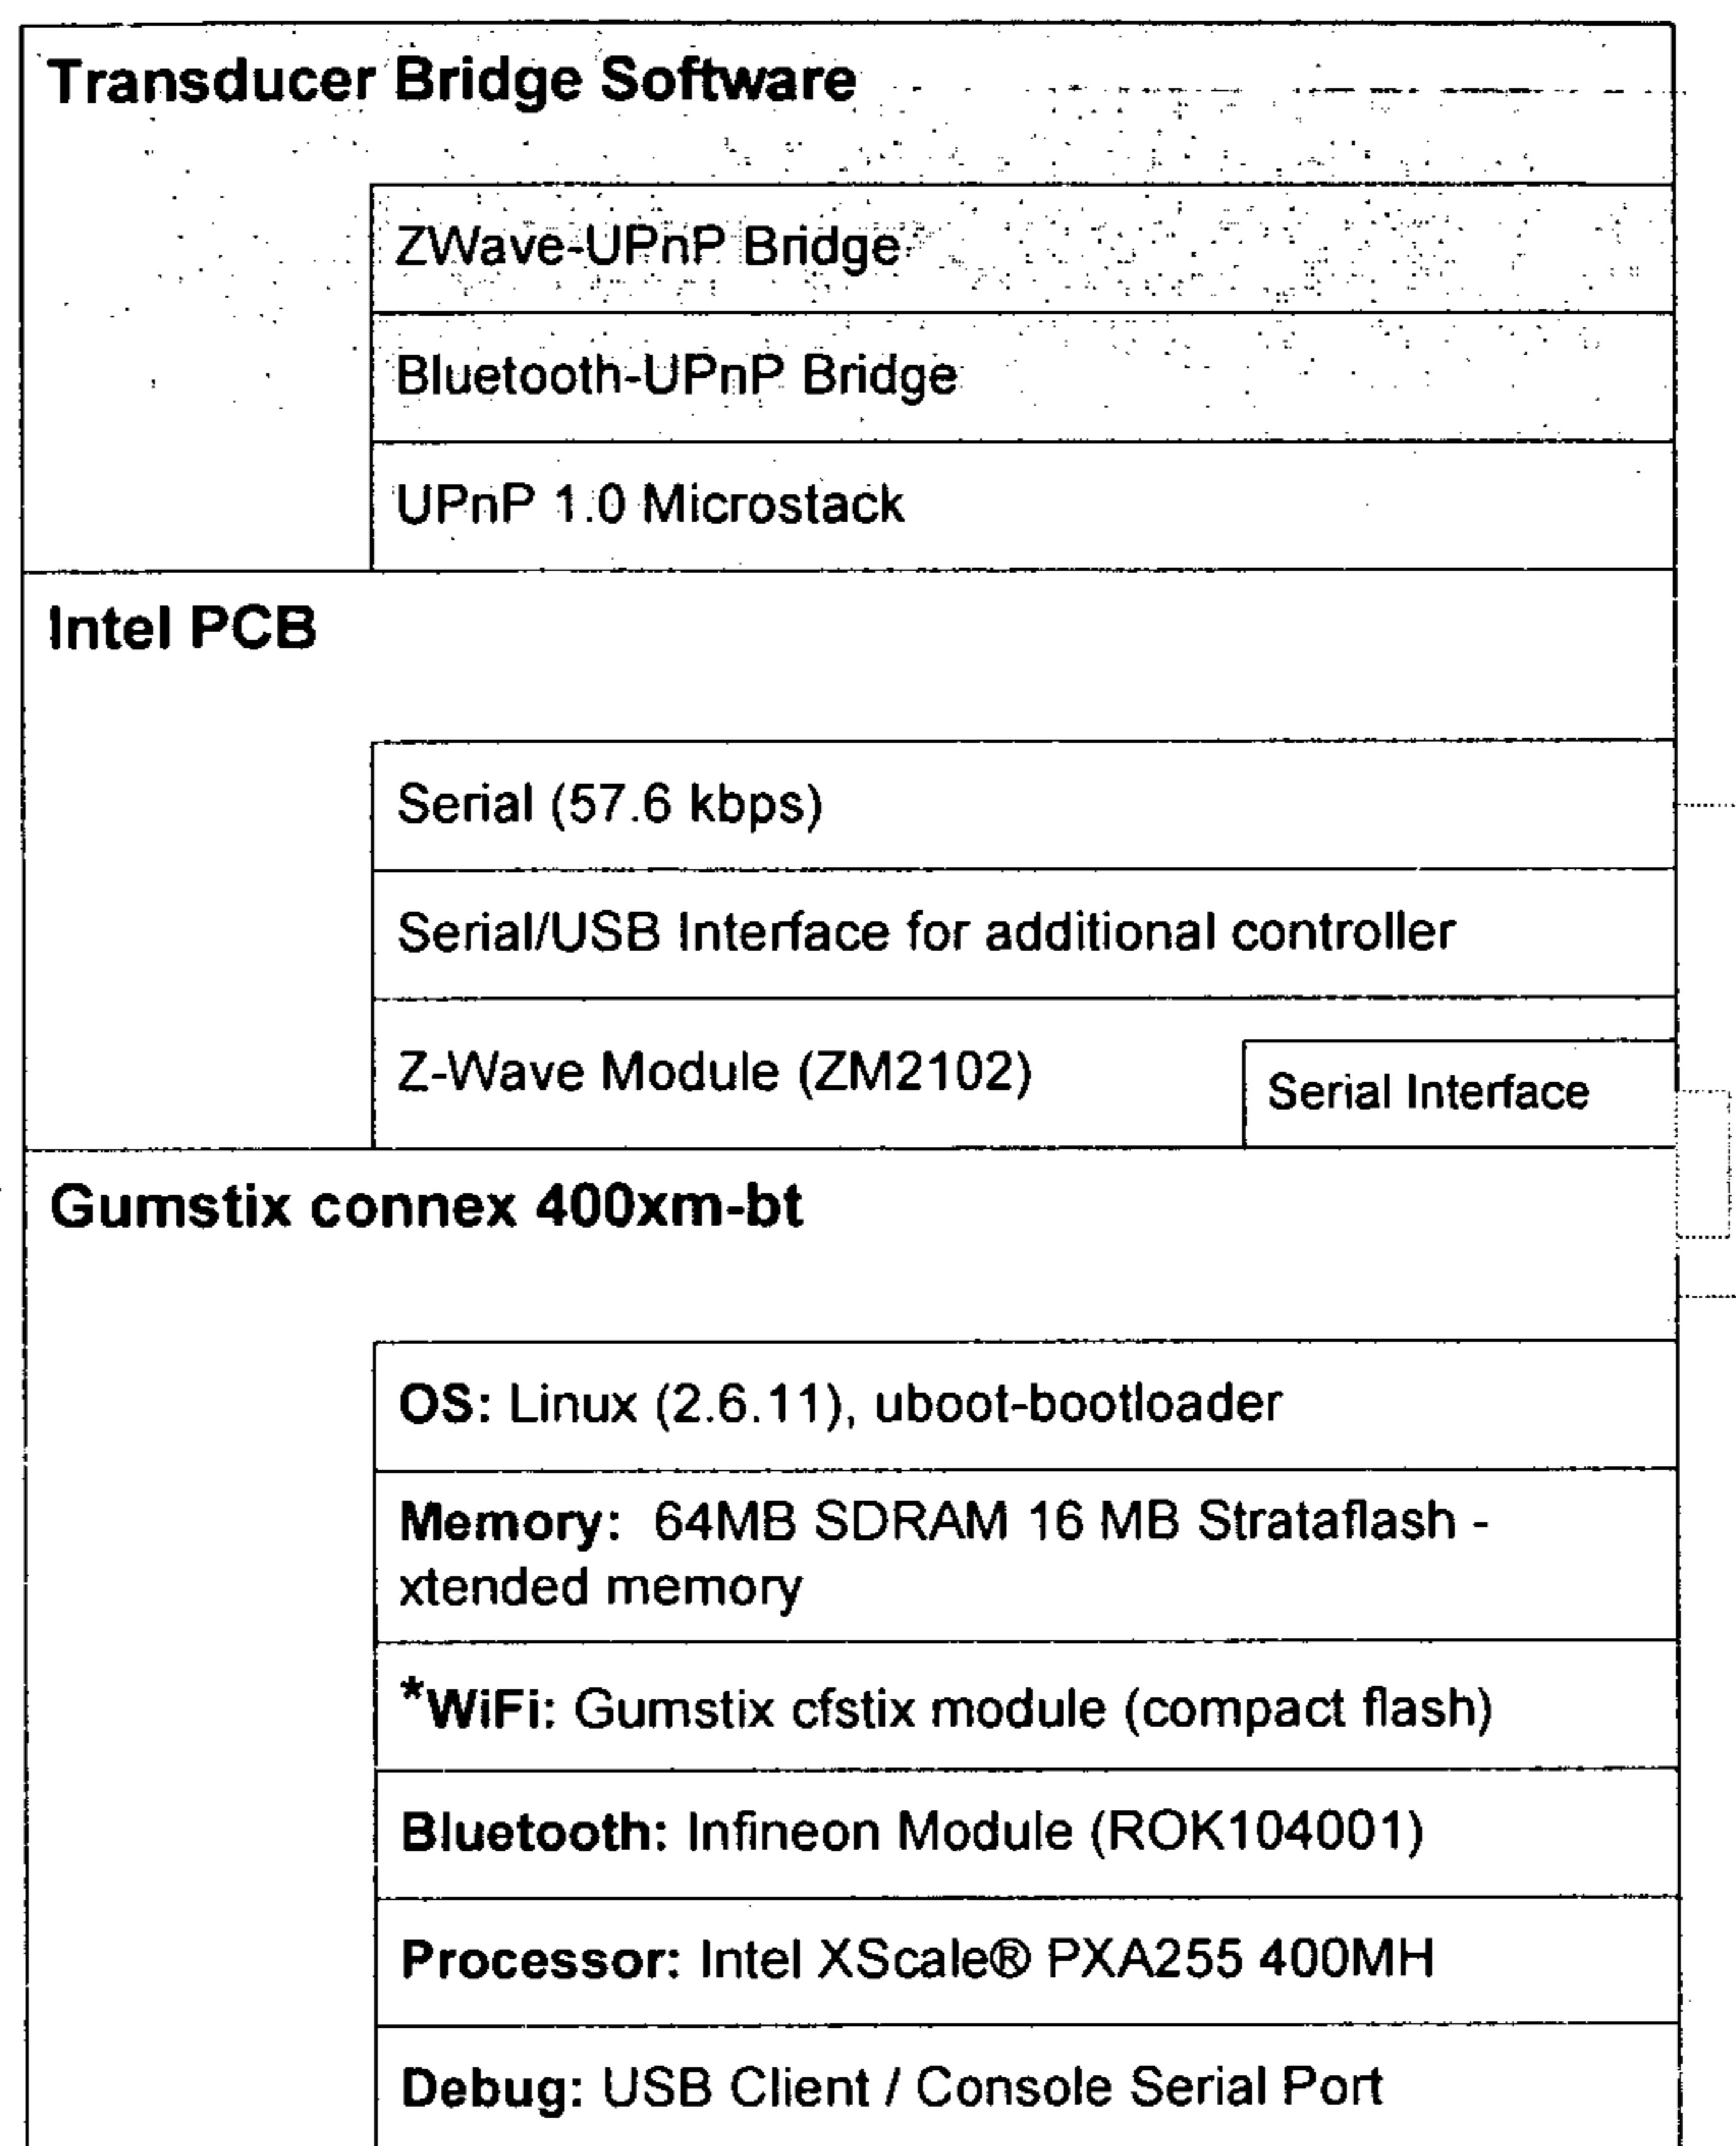 Transducer Bridge Software
ZWave-UPnP Bridge
Bluetooth-UPnP Bridge
UPnP 1.0 Microstack
Intel PCB
Serial (57.6 kbps)
Serial/USB Interface for additional controller
Z-Wave Module (ZM2102)
Serial Interface
Gumstix connex 400xm-bt
OS: Linux (2.6.11), uboot-bootloader
Memory: 64MB SDRAM 16 MB Strataflash -
xtended memory
*WiFi: Gumstix cfstix module (compact flash)
Bluetooth: Infineon Module (ROK104001)
Processor: Intel XScale® PXA255 400MH
Debug: USB Client / Console Serial Port